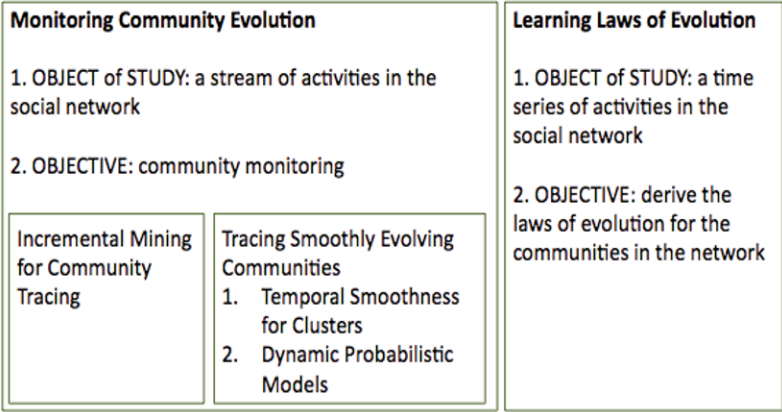 Monitoring Community Evolution
1. OBJECT of STUDY: a stream of activities in the
social network
2. OBJECTIVE: community monitoring
Incremental Mining
for Community
Tracing
Tracing Smoothly Evolving
Communities
1. Temporal Smoothness
for Clusters
2. Dynamic Probabilistic
Models
Learning Laws of Evolution
1. OBJECT of STUDY: a time
series of activities in the
social network
2. OBJECTIVE: derive the
laws of evolution for the
communities in the network